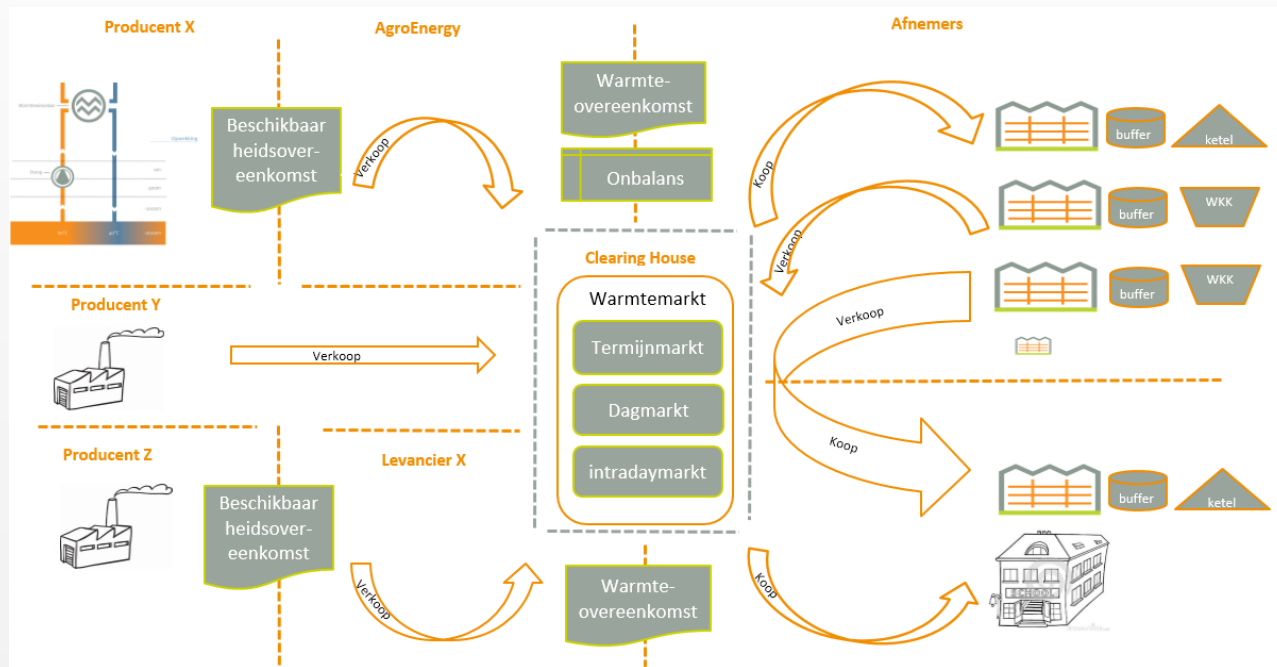 Producent X
AgroEnergy
Afnemers
Beschikbaar
heidsover-
eenkomst
Verkoop
Warmte-
overeenkomst
Onbalans
Koop
buffer
ketel
Verkoop
buffer
WKK
Clearing House
Warmtemarkt
Termijnmarkt
Dagmarkt
intradaymarkt
Verkoop
buffer
WKK
Producent Y
Verkoop
Koop
Producent Z
Levancier X
Beschikbaar
heidsover-
eenkomst
Verkoop
Warmte-
overeenkomst
Koop
buffer
ketel
SCHOOL